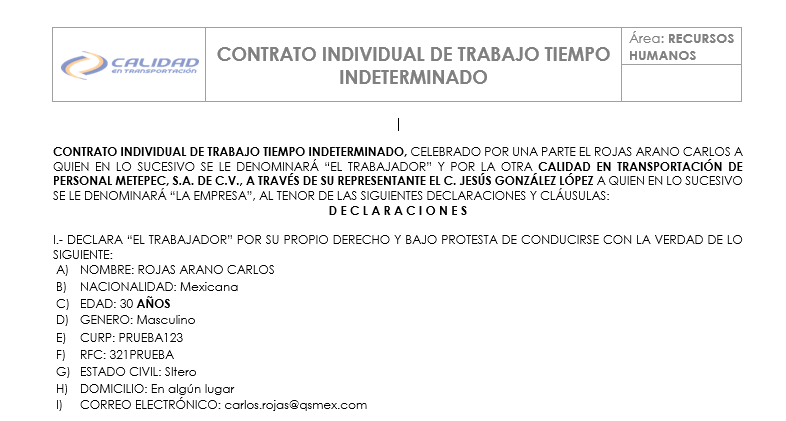 CALIDAD
EN TRANSPORTACIÓN
CONTRATO INDIVIDUAL DE TRABAJO TIEMPO
INDETERMINADO
Área: RECURSOS
HUMANOS
CONTRATO INDIVIDUAL DE TRABAJO TIEMPO INDETERMINADO, CELEBRADO POR UNA PARTE EL ROJAS ARANO CARLOS A
QUIEN EN LO SUCESIVO SE LE DENOMINARÁ “EL TRABAJADOR” Y POR LA OTRA CALIDAD EN TRANSPORTACIÓN DE
PERSONAL METEPEC, S.A. DE C.V., A TRAVÉS DE SU REPRESENTANTE EL C. JESÚS GONZÁLEZ LÓPEZ A QUIEN EN LO SUCESIVO
SE LE DENOMINARÁ “LA EMPRESA”, AL TENOR DE LAS SIGUIENTES DECLARACIONES Y CLÁUSULAS:
D E C L A R A C I O N E S
I.- DECLARA “EL TRABAJADOR” POR SU PROPIO DERECHO Y BAJO PROTESTA DE CONDUCIRSE CON LA VERDAD DE LO
SIGUIENTE:
A) NOMBRE: ROJAS ARANO CARLOS
B) NACIONALIDAD: Mexicana
C) EDAD: 30 AÑOS
D) GENERO: Masculino
E) CURP: PRUEBA123
F) RFC: 321PRUEBA
G) ESTADO CIVIL: SItero
H) DOMICILIO: En algún lugar
I) CORREO ELECTRÓNICO: carlos.rojas@qsmex.com